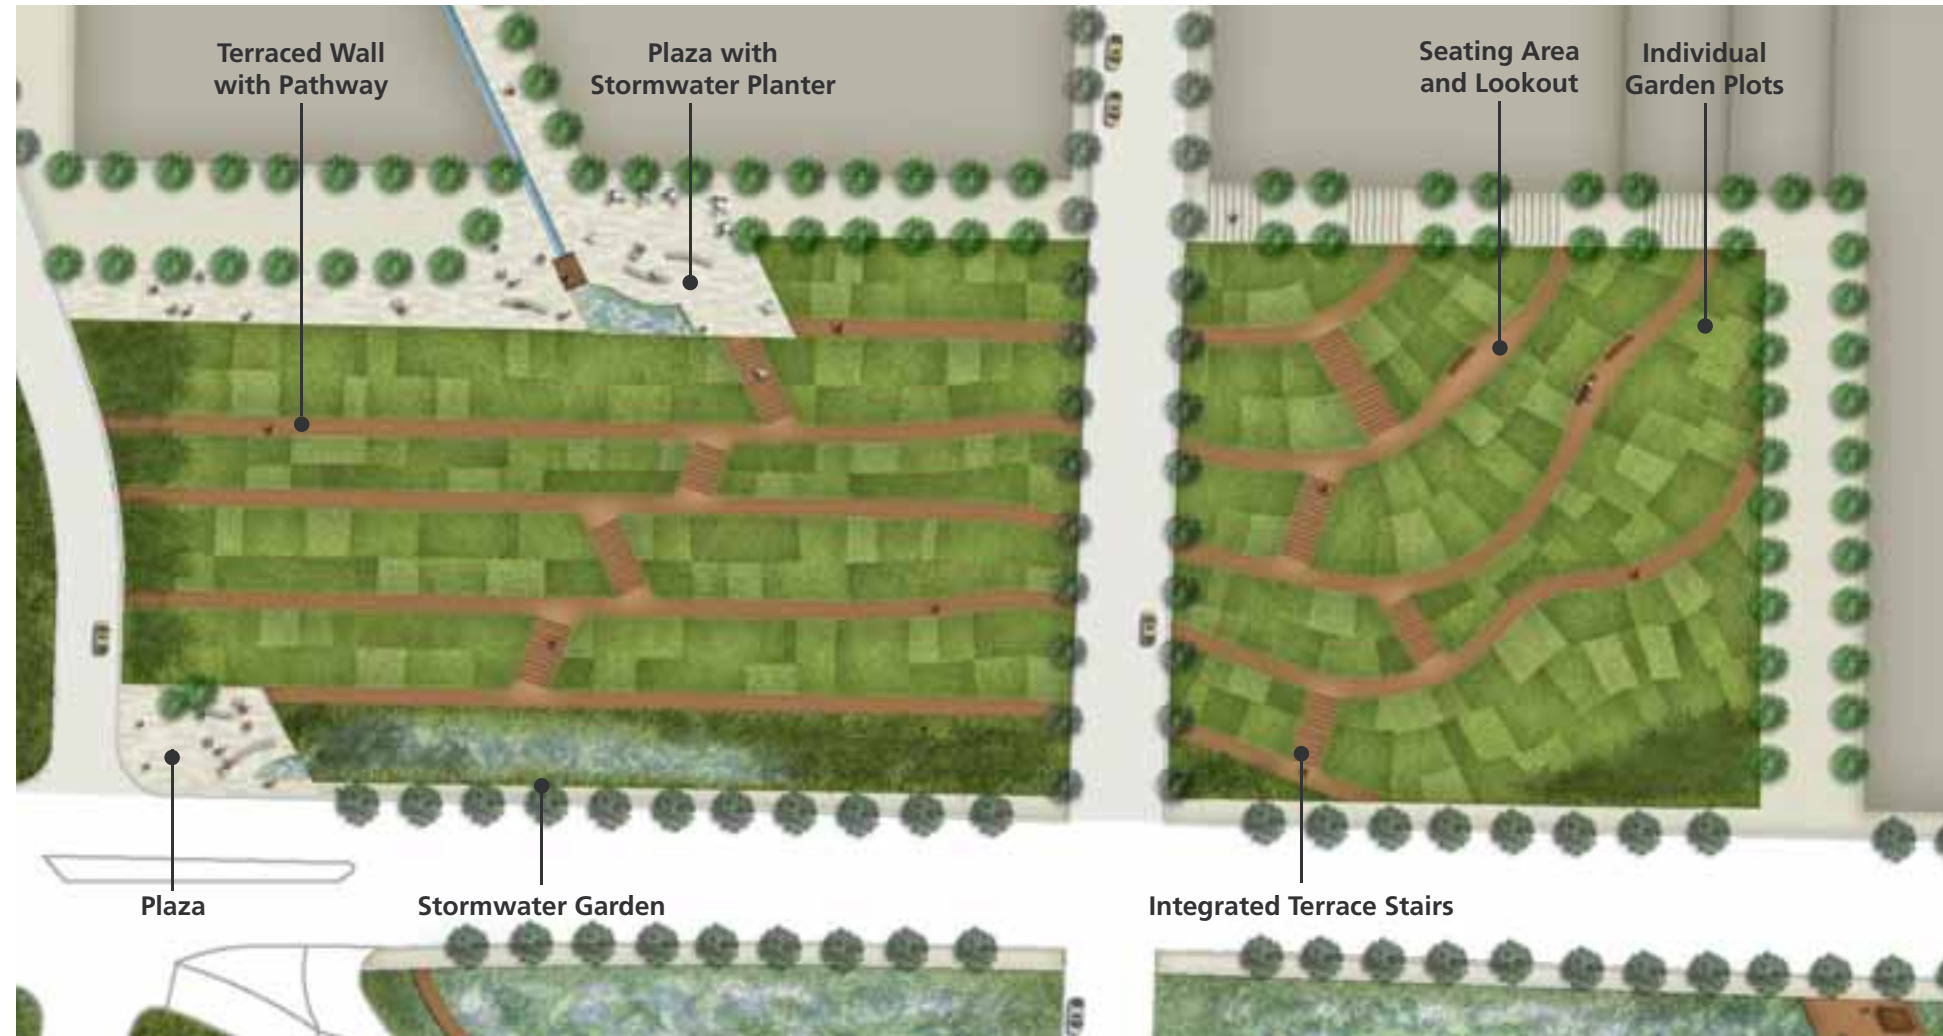 Terraced Wall
with Pathway
Plaza with
Stormwater Planter
Seating Area
and Lookout
Individual
Garden Plots
Plaza
Stormwater Garden
Integrated Terrace Stairs